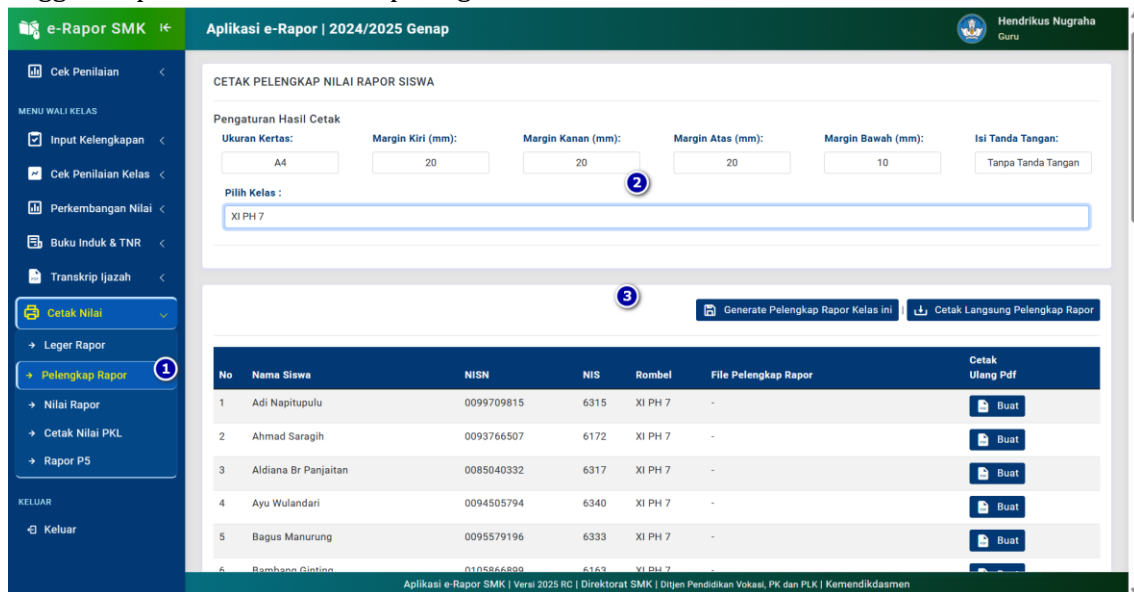 e-Rapor SMK
Aplikasi e-Rapor | 2024/2025 Genap
Hendrikus Nugraha
Guru
Cek Penilaian
MENU WALI KELAS
Input Kelengkapan
Cek Penilaian Kelas
Perkembangan Nilai
Buku Induk & TNR
Transkrip Ijazah
Cetak Nilai
Leger Rapor
Pelengkap Rapor 1
Nilai Rapor
Cetak Nilai PKL
Rapor P5
KELUAR
Keluar
CETAK PELENGKAP NILAI RAPOR SISWA
Pengaturan Hasil Cetak
Ukuran Kertas: Margin Kiri (mm): Margin Kanan (mm): Margin Atas (mm): Margin Bawah (mm): Isi Tanda Tangan:
A4 20 20 20 10 Tanpa Tanda Tangan
2
Pilih Kelas :
XI PH 7
3
Generate Pelengkap Rapor Kelas ini | Cetak Langsung Pelengkap Rapor
No Nama Siswa NISN NIS Rombel File Pelengkap Rapor Cetak Ulang Pdf
1 Adi Napitupulu 0099709815 6315 XI PH 7 - Buat
2 Ahmad Saragih 0093766507 6172 XI PH 7 - Buat
3 Aldiana Br Panjaitan 0085040332 6317 XI PH 7 - Buat
4 Ayu Wulandari 0094505794 6340 XI PH 7 - Buat
5 Bagus Manurung 0095579196 6333 XI PH 7 - Buat
6 Bambang Ginting 0105866899 6163 XI PH 7
Aplikasi e-Rapor SMK | Versi 2025 RC | Direktorat SMK | Ditjen Pendidikan Vokasi, PK dan PLK | Kemendikdasmen